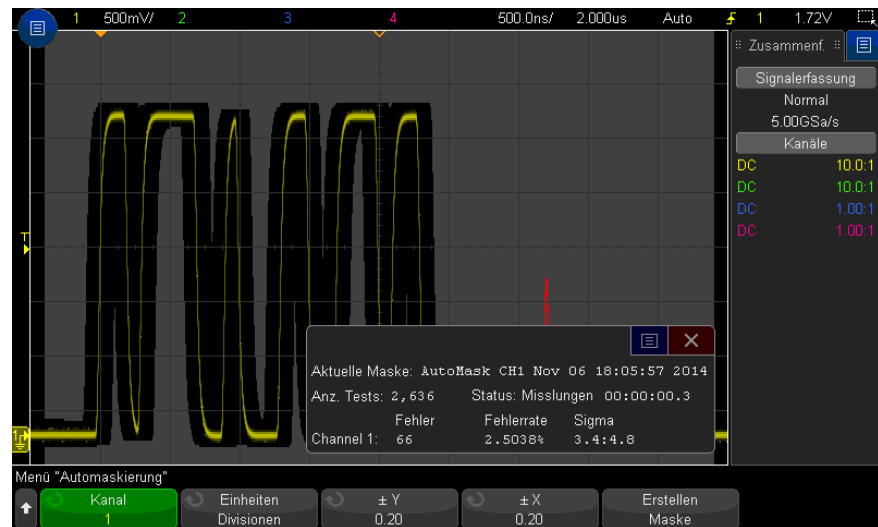 1 500mV/ 2 3 4 500.0ns/ 2.000us Auto 1 1.72V
Zusammenf.
Signalerfassung
Normal
5.00GSa/s
Kanäle
DC 10.0:1
DC 10.0:1
DC 1.00:1
DC 1.00:1
T
1
Aktuelle Maske: AutoMask CH1 Nov 06 18:05:57 2014
Anz. Tests: 2,636 Status: Misslungen 00:00:00.3
Fehler Fehlerrate Sigma
Channel 1: 66 2.5038% 3.4:4.8
Menü "Automaskierung"
Kanal Einheiten ± Y ± X Erstellen
1 Divisionen 0.20 0.20 Maske